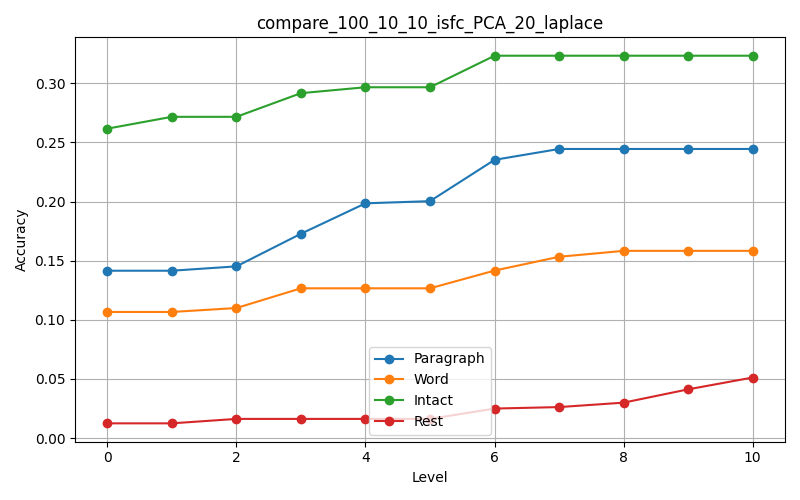 compare_100_10_10_isfc_PCA_20_laplace
Accuracy
0.30
0.25
0.20
0.15
0.10
0.05
0.00
Paragraph
Word
Intact
Rest
0 2 4 6 8 10
Level